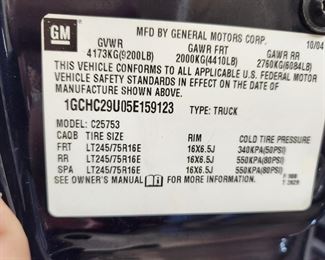 GM
MFD BY GENERAL MOTORS CORP. 10/04
GVWR GAWR FRT GAWR RR
4173KG(9200LB) 2000KG(4410LB) 2760KG(6084LB)
THIS VEHICLE CONFORMS TO ALL APPLICABLE U.S. FEDERAL MOTOR
VEHICLE SAFETY STANDARDS IN EFFECT ON THE DATE OF
MANUFACTURE SHOWN ABOVE.
1GCHC29U05E159123 TYPE: TRUCK
MODEL: C25753
CAQB TIRE SIZE RIM COLD TIRE PRESSURE
FRT LT245/75R16E 16X6.5J 340KPA(50PSI)
RR LT245/75R16E 16X6.5J 550KPA(80PSI)
SPA LT245/75R16E 16X6.5J 550KPA(80PSI)
SEE OWNER'S MANUAL FOR MORE INFORMATION.